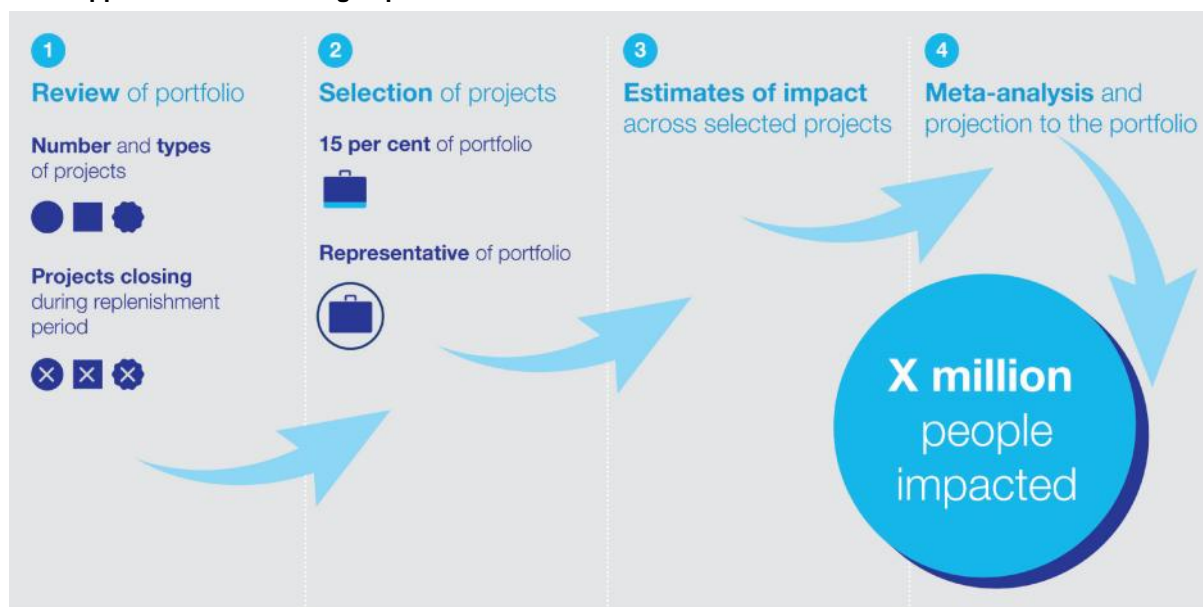 1
Review of portfolio
Number and types
of projects
Projects closing
during replenishment
period
2
Selection of projects
15 per cent of portfolio
Representative of portfolio
3
Estimates of impact
across selected projects
4
Meta-analysis and
projection to the portfolio
X million
people
impacted